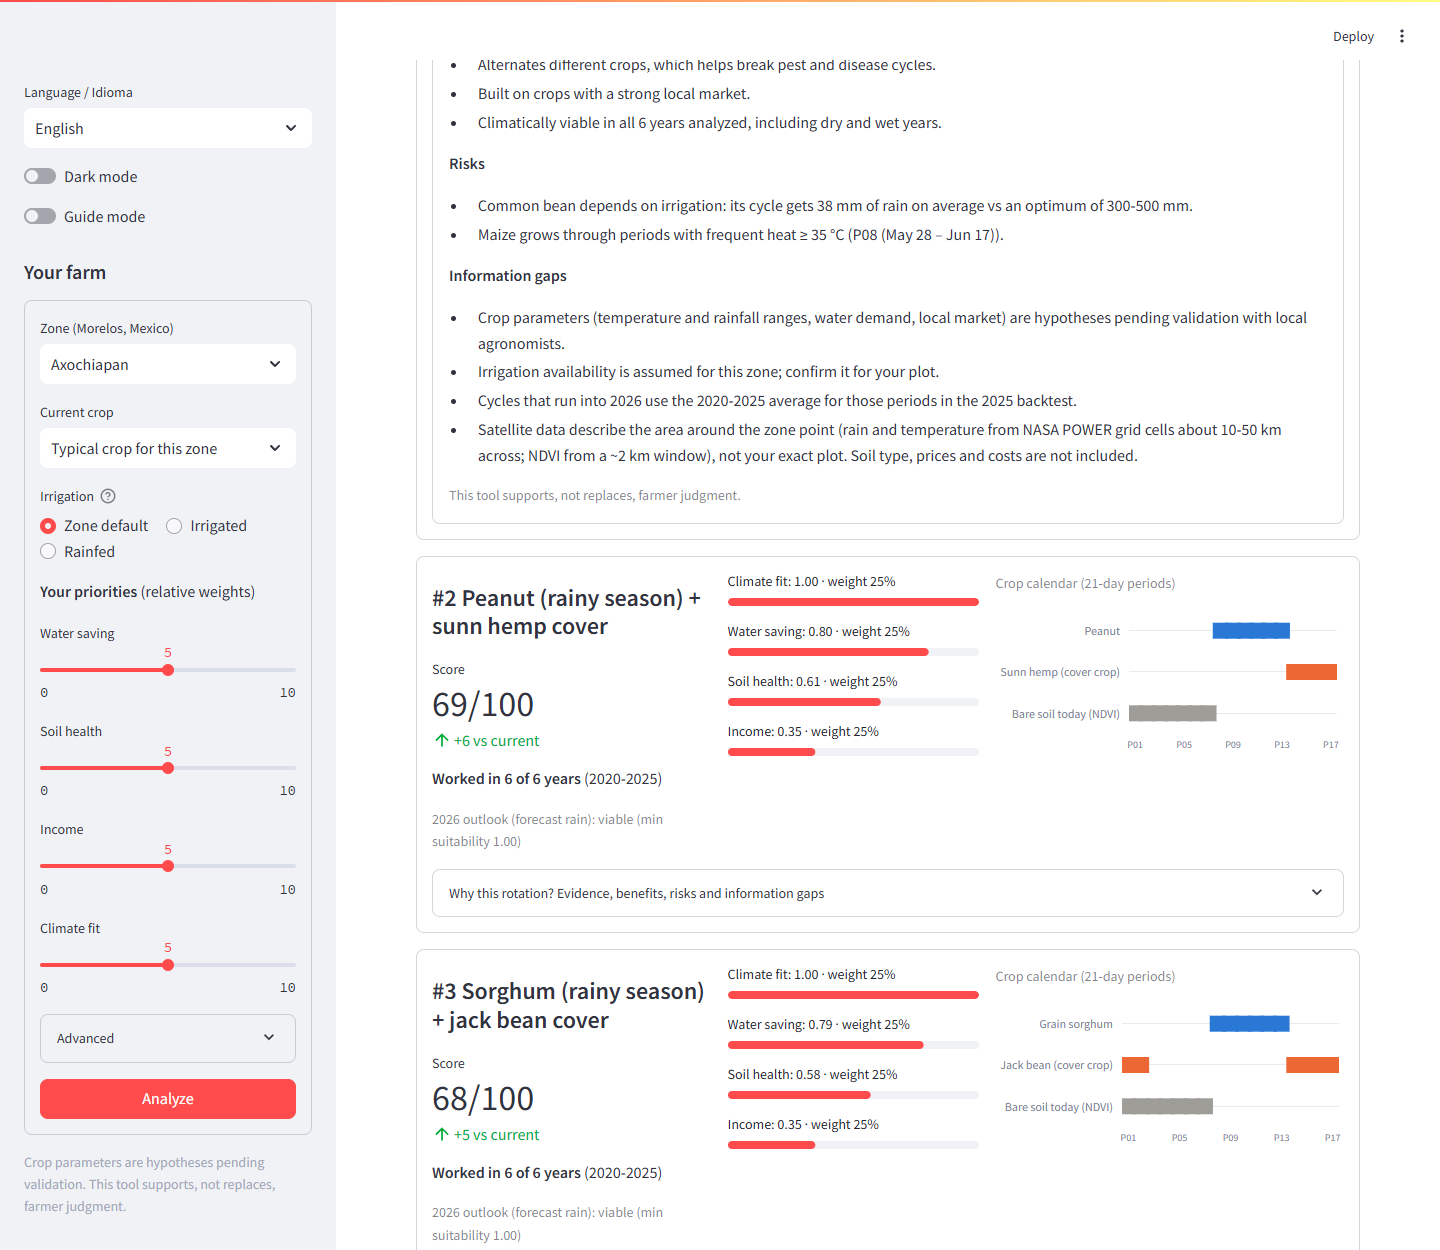 Deploy
Language / Idioma
English
Dark mode
Guide mode
Your farm
Zone (Morelos, Mexico)
Axochiapan
Current crop
Typical crop for this zone
Irrigation
Zone default
Irrigated
Rainfed
Your priorities (relative weights)
Water saving
5
0 10
Soil health
5
0 10
Income
5
0 10
Climate fit
5
0 10
Advanced
Analyze
Crop parameters are hypotheses pending
validation. This tool supports, not replaces,
farmer judgment.
• Alternates different crops, which helps break pest and disease cycles.
• Built on crops with a strong local market.
• Climatically viable in all 6 years analyzed, including dry and wet years.
Risks
• Common bean depends on irrigation: its cycle gets 38 mm of rain on average vs an optimum of 300-500 mm.
• Maize grows through periods with frequent heat ≥ 35 °C (P08 (May 28 – Jun 17)).
Information gaps
• Crop parameters (temperature and rainfall ranges, water demand, local market) are hypotheses pending validation with local
agronomists.
• Irrigation availability is assumed for this zone; confirm it for your plot.
• Cycles that run into 2026 use the 2020-2025 average for those periods in the 2025 backtest.
• Satellite data describe the area around the zone point (rain and temperature from NASA POWER grid cells about 10-50 km
across; NDVI from a ~2 km window), not your exact plot. Soil type, prices and costs are not included.
This tool supports, not replaces, farmer judgment.
#2 Peanut (rainy season) +
sunn hemp cover
Score
69/100
+6 vs current
Worked in 6 of 6 years (2020-2025)
2026 outlook (forecast rain): viable (min
suitability 1.00)
Climate fit: 1.00 · weight 25%
Water saving: 0.80 · weight 25%
Soil health: 0.61 · weight 25%
Income: 0.35 · weight 25%
Crop calendar (21-day periods)
Peanut
Sunn hemp (cover crop)
Bare soil today (NDVI)
P01 P05 P09 P13 P17
Why this rotation? Evidence, benefits, risks and information gaps
#3 Sorghum (rainy season)
+ jack bean cover
Score
68/100
+5 vs current
Worked in 6 of 6 years (2020-2025)
2026 outlook (forecast rain): viable (min
suitability 1.00)
Climate fit: 1.00 · weight 25%
Water saving: 0.79 · weight 25%
Soil health: 0.58 · weight 25%
Income: 0.35 · weight 25%
Crop calendar (21-day periods)
Grain sorghum
Jack bean (cover crop)
Bare soil today (NDVI)
P01 P05 P09 P13 P17